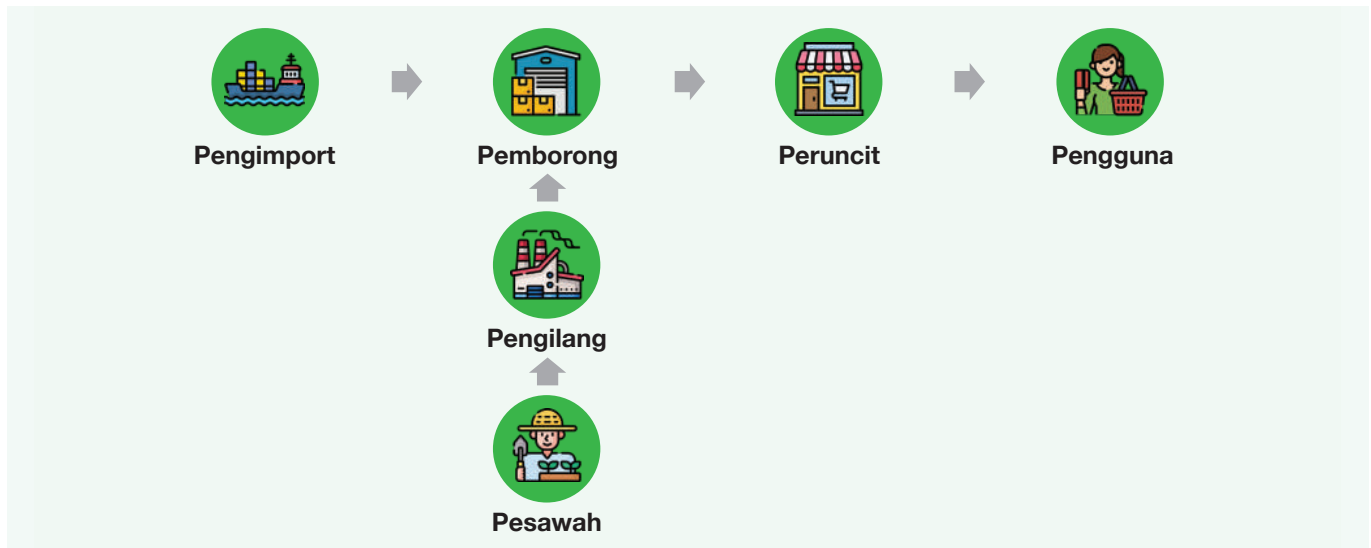 Pengimport
Pemborong
Peruncit
Pengguna
Pengilang
Pesawah